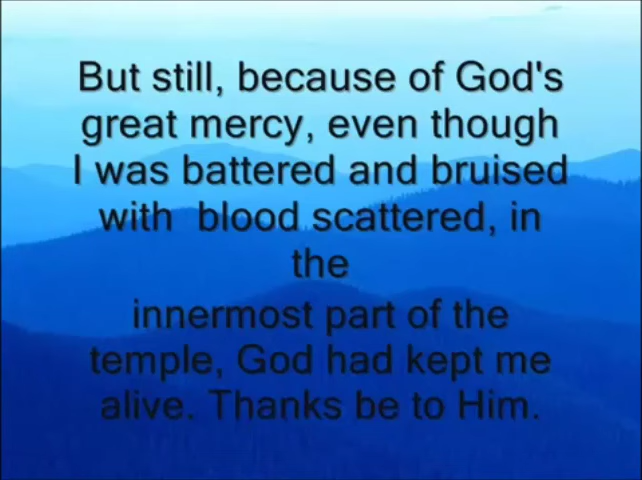 But still, because of God's
great mercy, even though
I was battered and bruised
with  blood scattered, in
the
innermost part of the
temple, God had kept me
alive. Thanks be to Him.